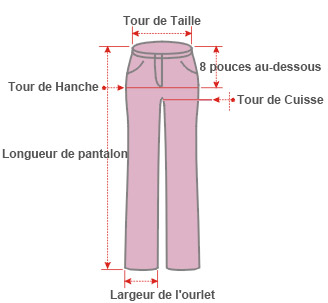 Tour de Taille
8 pouces au-dessous
Tour de Hanche
Tour de Cuisse
Longueur de pantalon
Largeur de l'ourlet